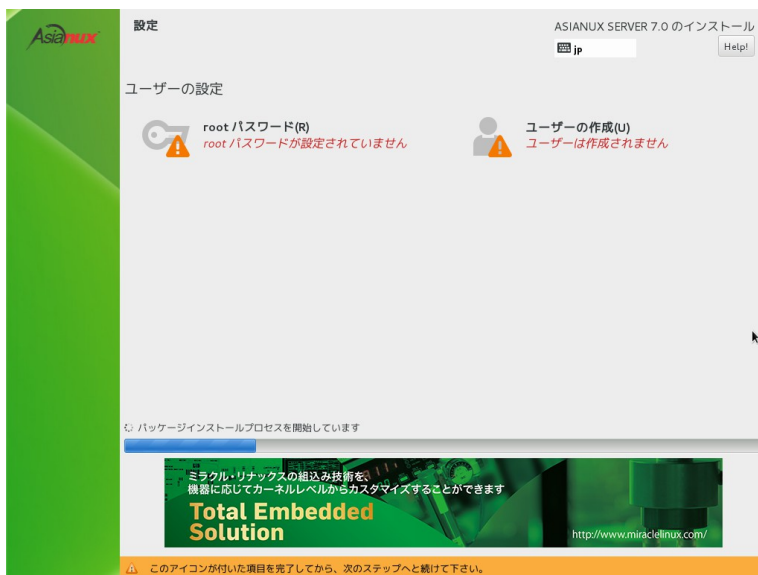 Asianux
設定
ASIANUX SERVER 7.0 のインストール
jp
Help!
ユーザーの設定
root パスワード(R)
root パスワードが設定されていません
ユーザーの作成(U)
ユーザーは作成されません
パッケージインストールプロセスを開始しています
ミラクル・リナックスの組込み技術を、
機器に応じてカーネルレベルからカスタマイズすることができます
Total Embedded
Solution
http://www.miraclelinux.com/
このアイコンが付いた項目を完了してから、次のステップへと続けて下さい。